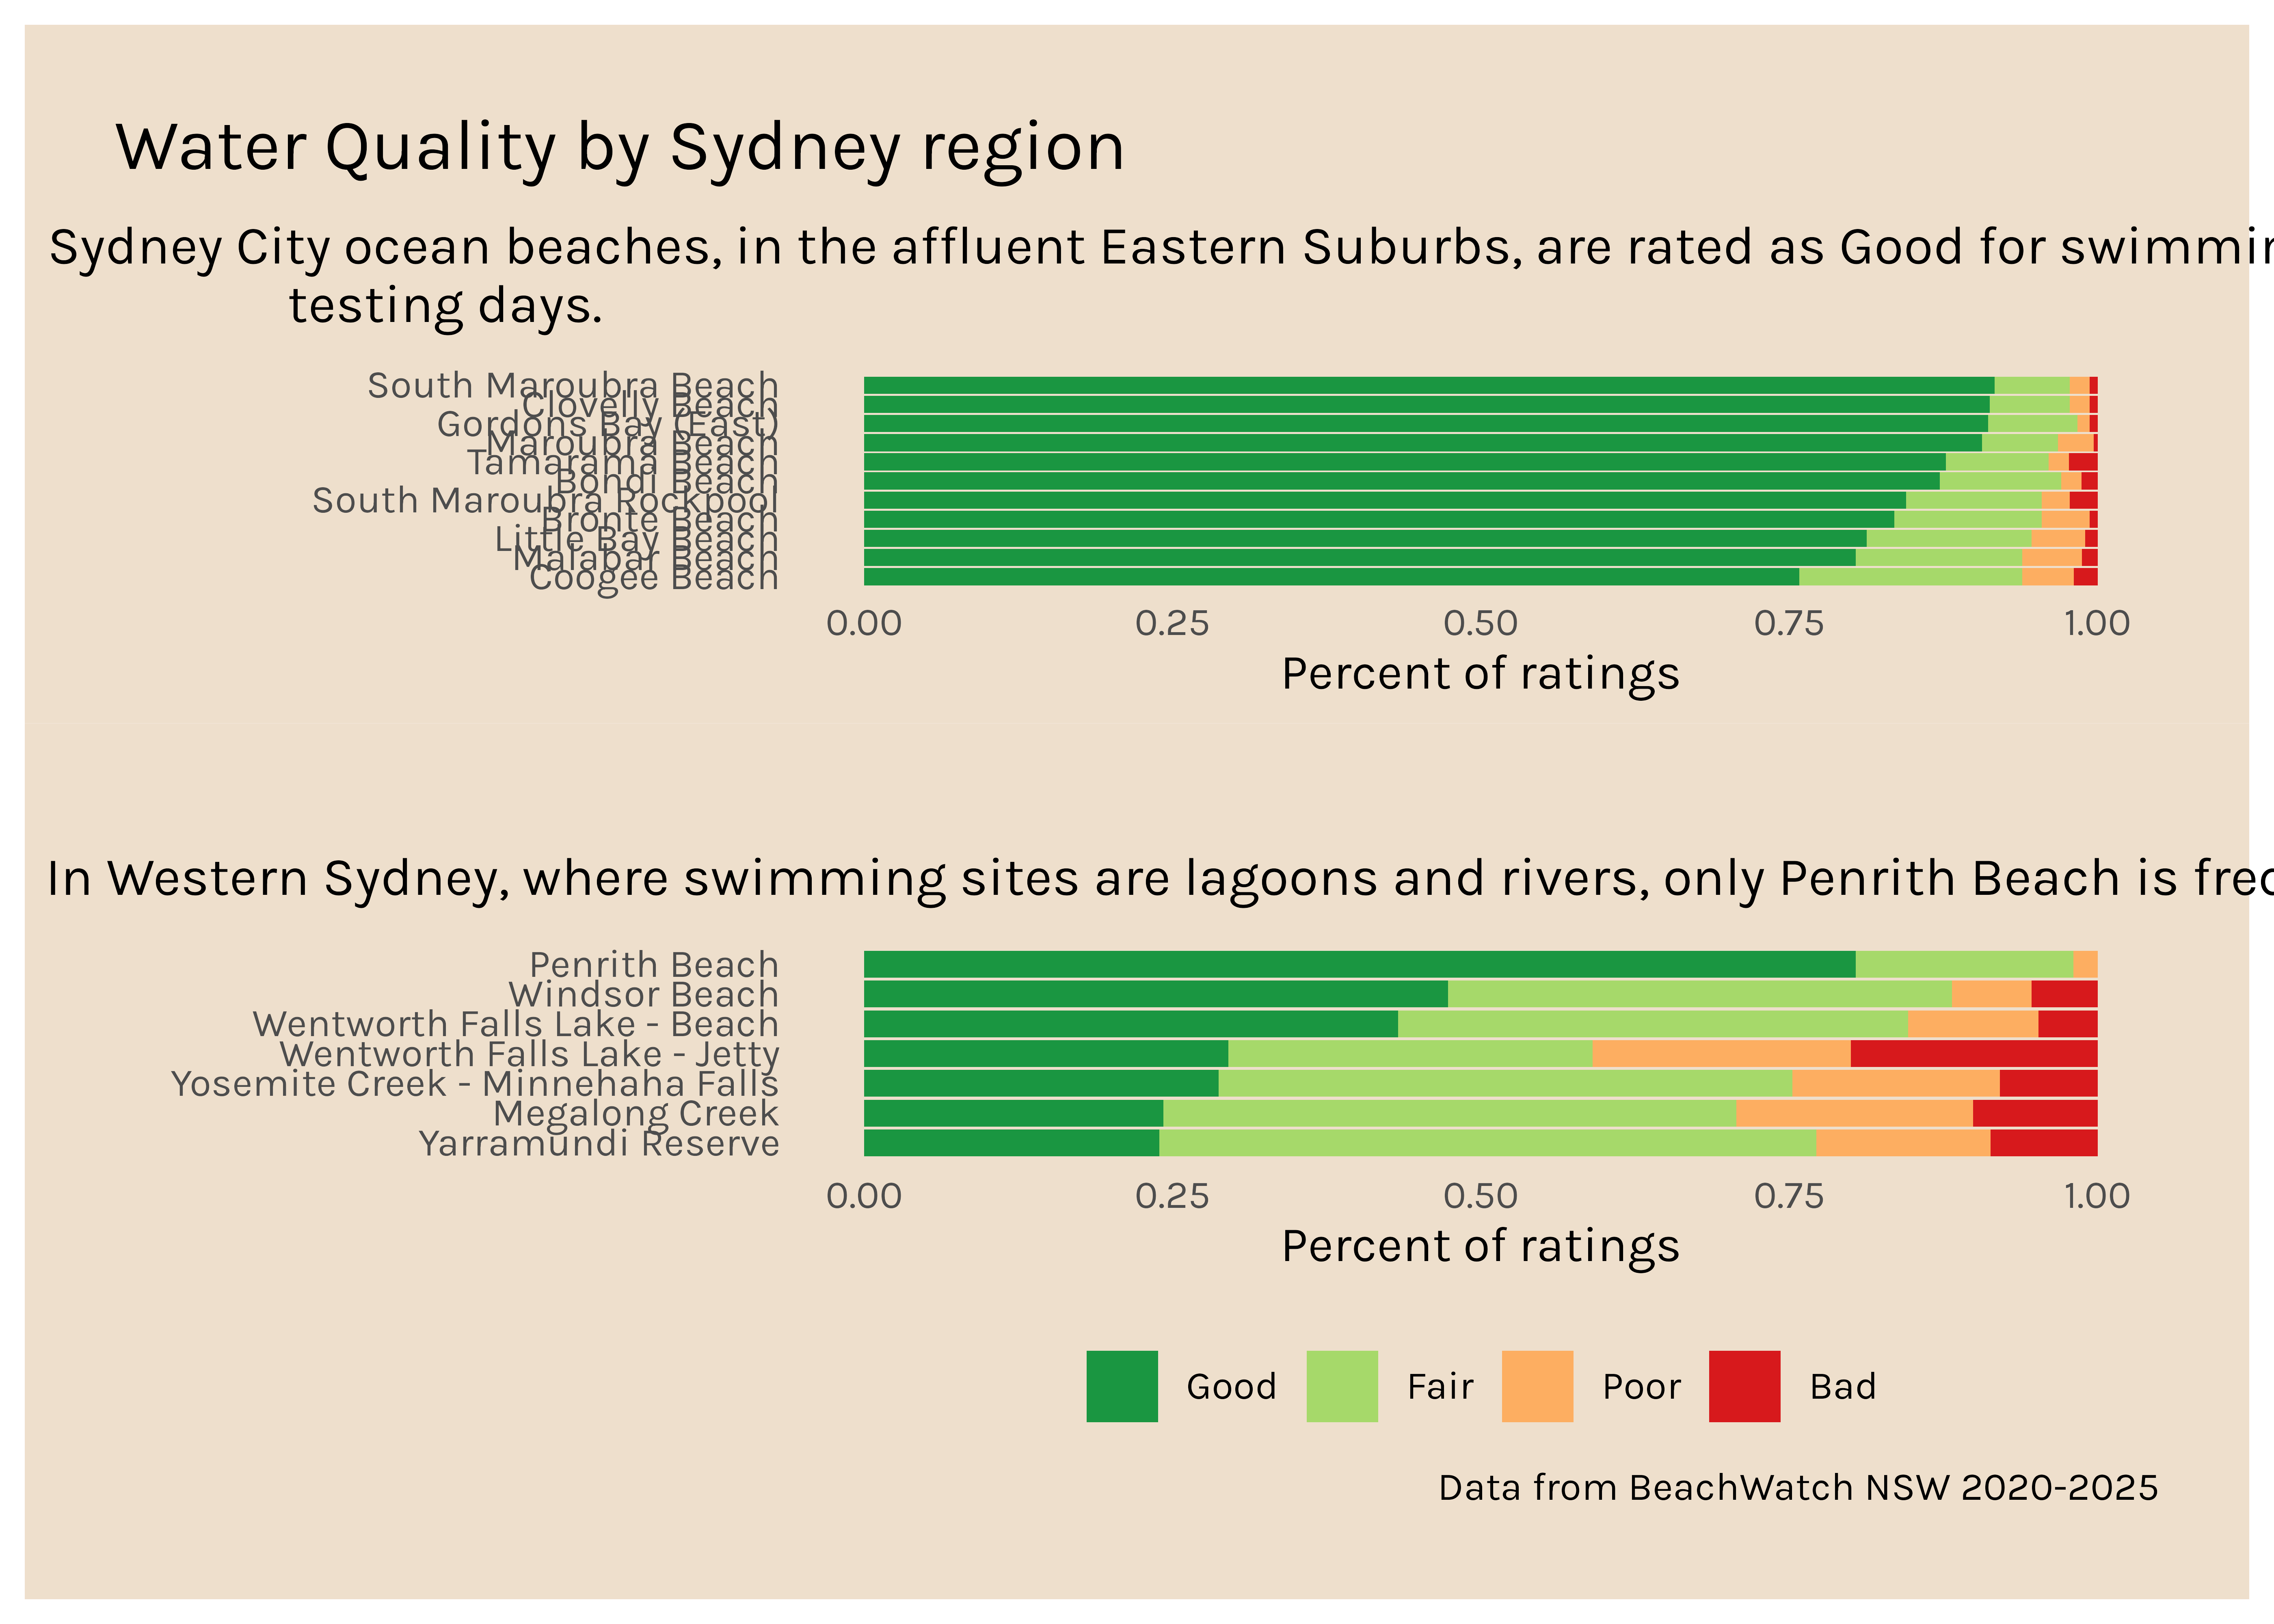 Water Quality by Sydney region
Sydney City ocean beaches, in the affluent Eastern Suburbs, are rated as Good for
testing days.
South Maroubra Beach
Clovelly Beach
Gordons Bay (East)
Maroubra Beach
Tamarama Beach
Bondi Beach
South Maroubra Rockpool
Bronte Beach
Little Bay Beach
Malabar Beach
Coogee Beach
0.00 0.25 0.50 0.75 1.00
Percent of ratings
In Western Sydney, where swimming sites are lagoons and rivers, only Penrith Beach is
Penrith Beach
Windsor Beach
Wentworth Falls Lake - Beach
Wentworth Falls Lake - Jetty
Yosemite Creek - Minnehaha Falls
Megalong Creek
Yarramundi Reserve
0.00 0.25 0.50 0.75 1.00
Percent of ratings
Good Fair Poor Bad
Data from BeachWatch NSW 2020-2025